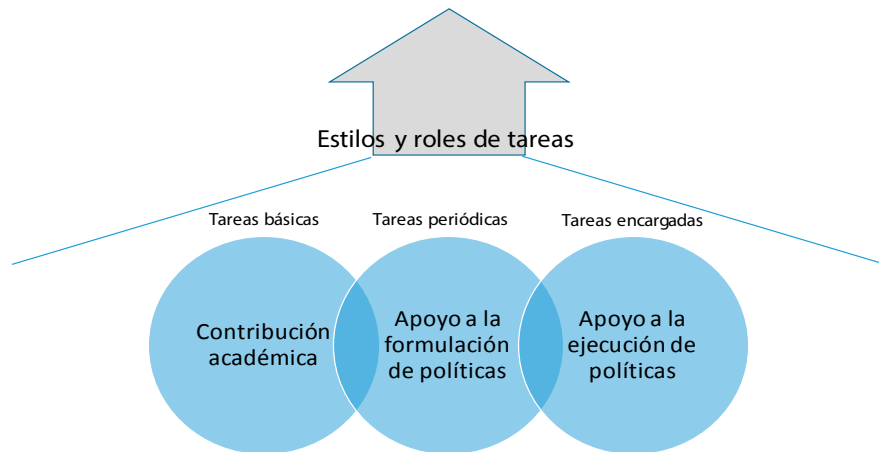 Estilos y roles de tareas
Tareas básicas
Tareas periódicas
Tareas encargadas
Contribución
académica
Apoyo a la
formulación
de políticas
Apoyo a la
ejecución de
políticas